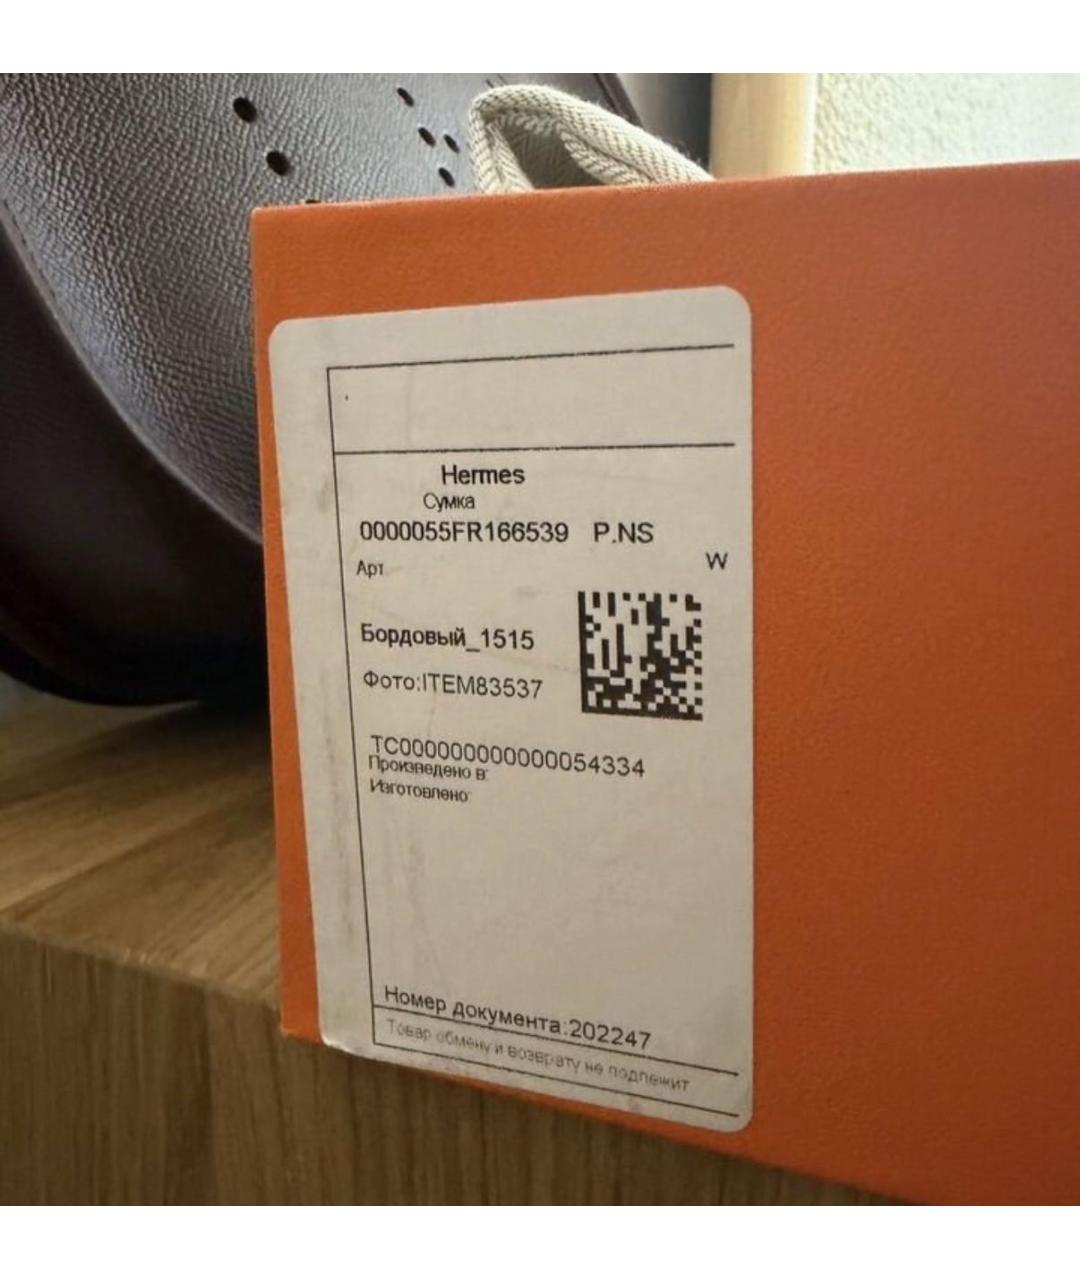 Hermes
Сумка
0000055FR166539 P.NS
Арт. W
Бордовый_1515
Фото:ITEM83537
TC000000000000054334
Произведено в:
Изготовлено:
Номер документа:202247
Товар обмену и возврату не подлежит